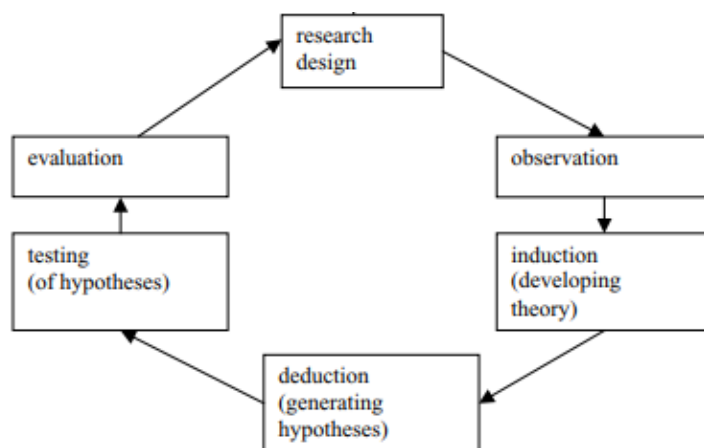 research
design
observation
induction
(developing
theory)
deduction
(generating
hypotheses)
testing
(of hypotheses)
evaluation